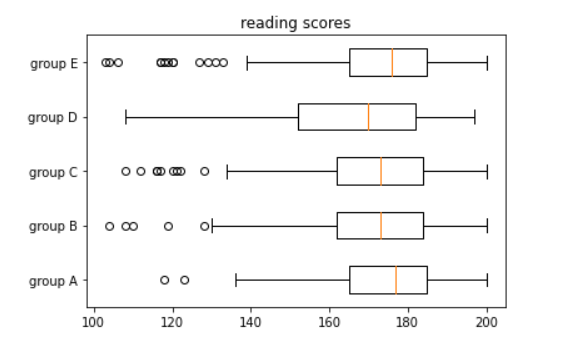 reading scores
group E
group D
group C
group B
group A
100 120 140 160 180 200